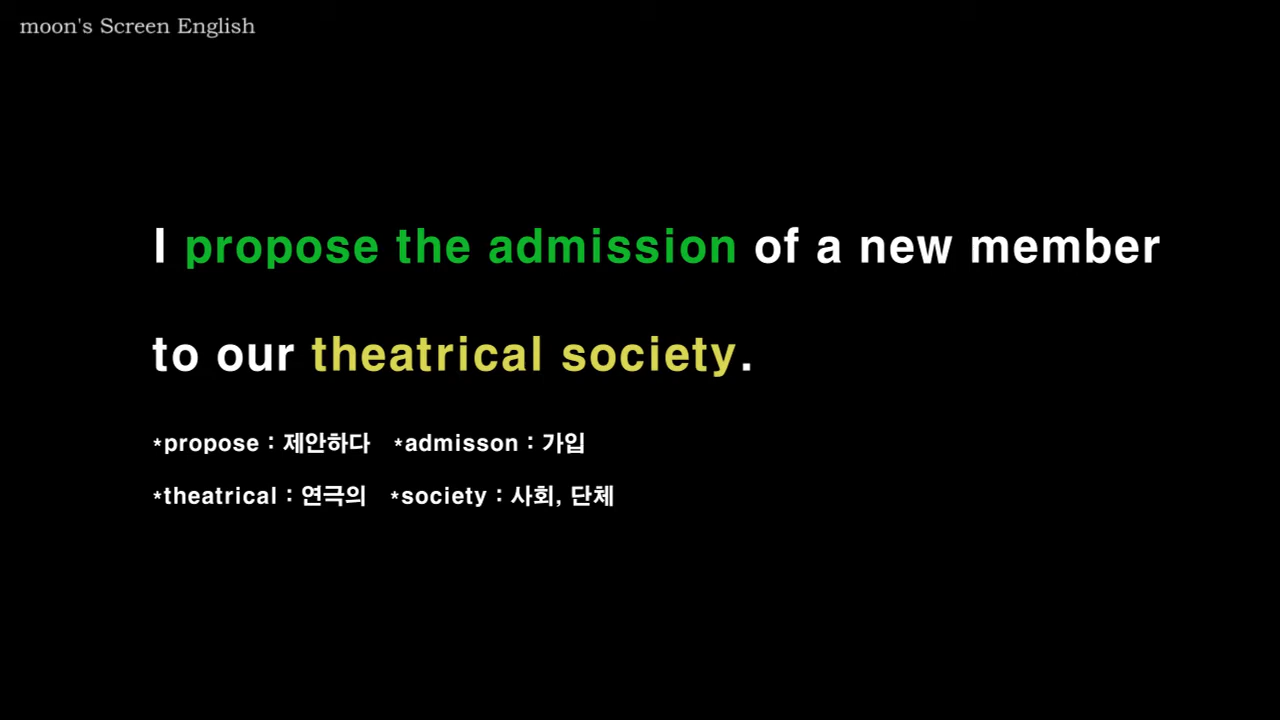 moon's Screen English
I propose the admission of a new member
to our theatrical society.
*propose : 제안하다 *admisson : 가입
*theatrical : 연극의 *society : 사회, 단체